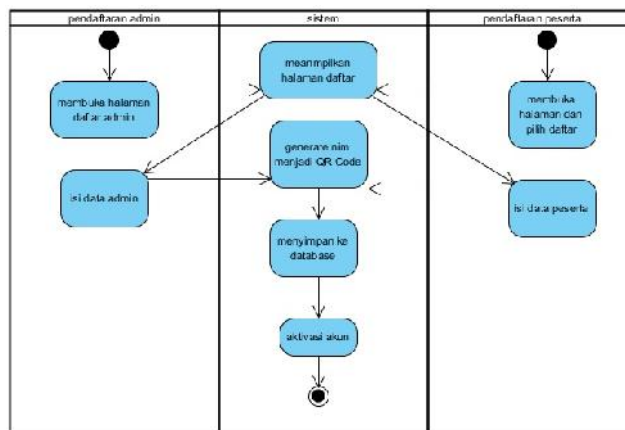 pendaftaran admin
sistem
pendaftaran peserta
membuka halaman
daftar admin
meanmpilkan
halaman daftar
membuka
halaman dan
pilih daftar
generate nim
menjadi QR Code
isi data admin
isi data peserta
menyimpan ke
database
aktivasi akun